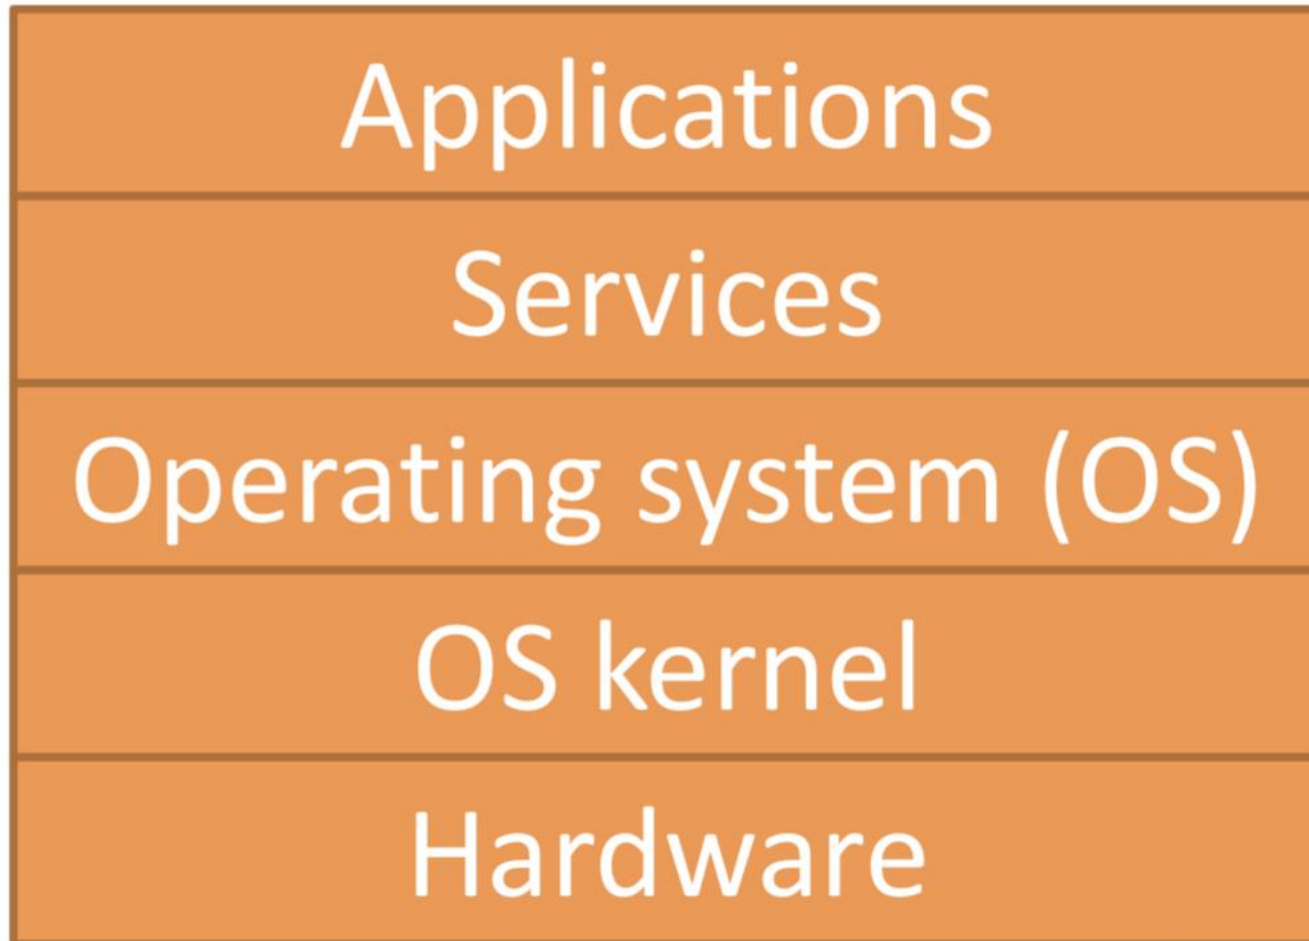 Applications
Services
Operating system (OS)
OS kernel
Hardware